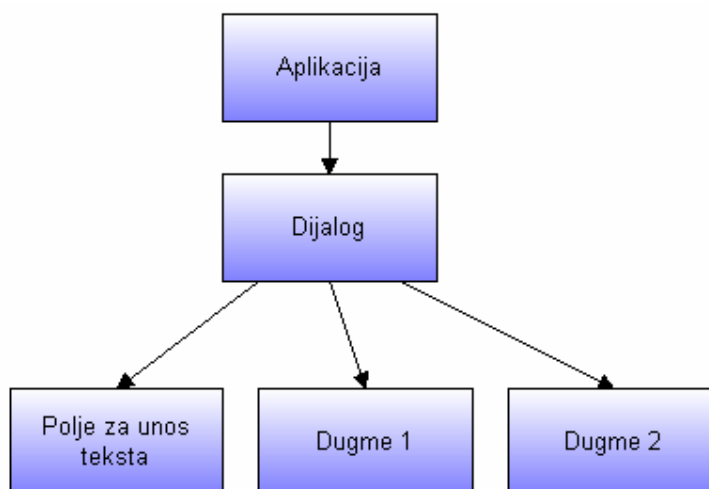 Aplikacija
Dijalog
Polje za unos
teksta
Dugme 1
Dugme 2